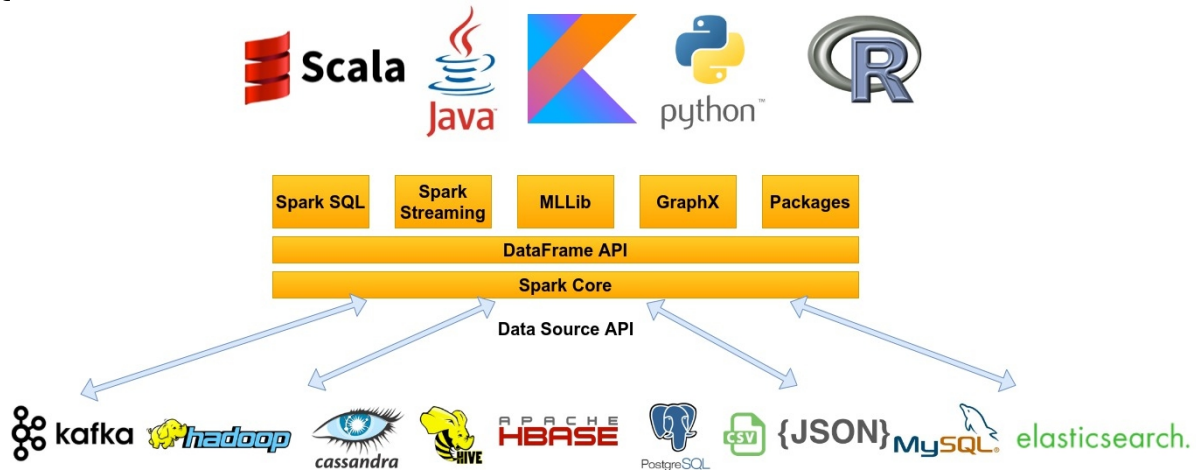 Scala
Java
python™
R
Spark SQL
Spark
Streaming
MLLib
GraphX
Packages
DataFrame API
Spark Core
Data Source API
kafka
hadoop
cassandra
HIVE
APACHE
HBASE
PostgreSQL
CSV
{JSON}
MySQL®
elasticsearch.